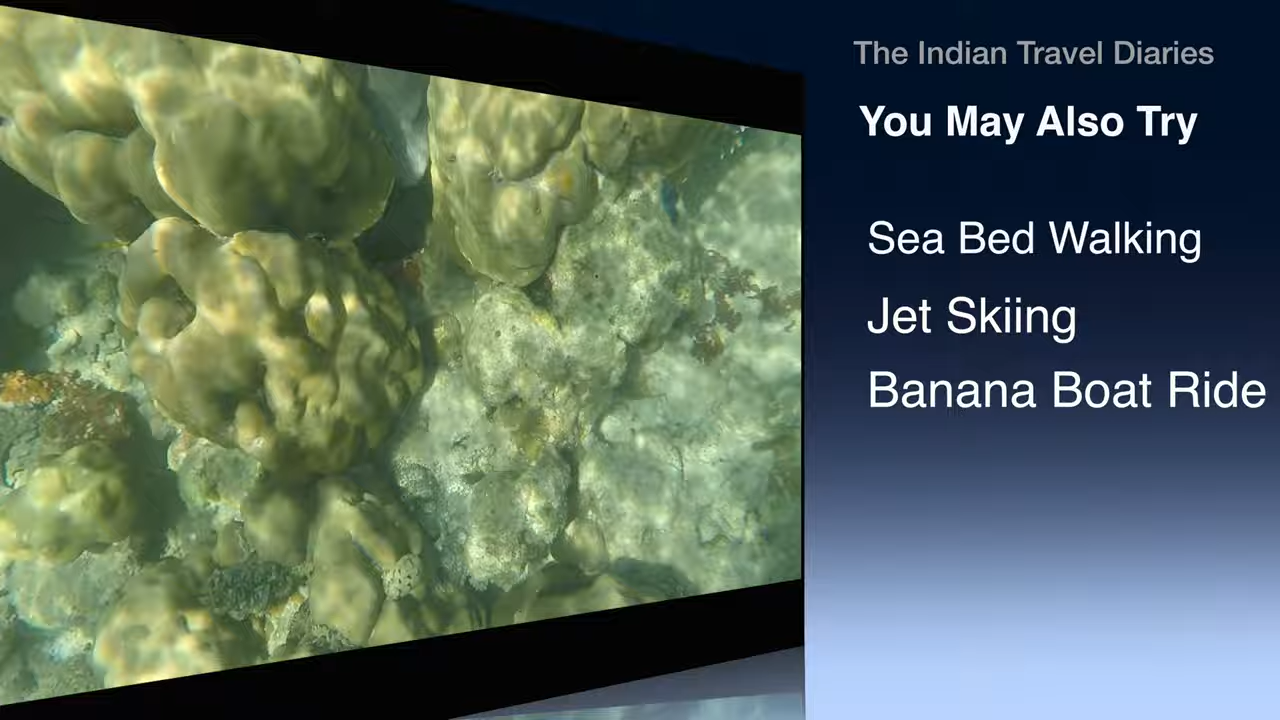 The Indian Travel Diaries
You May Also Try
Sea Bed Walking
Jet Skiing
Banana Boat Ride